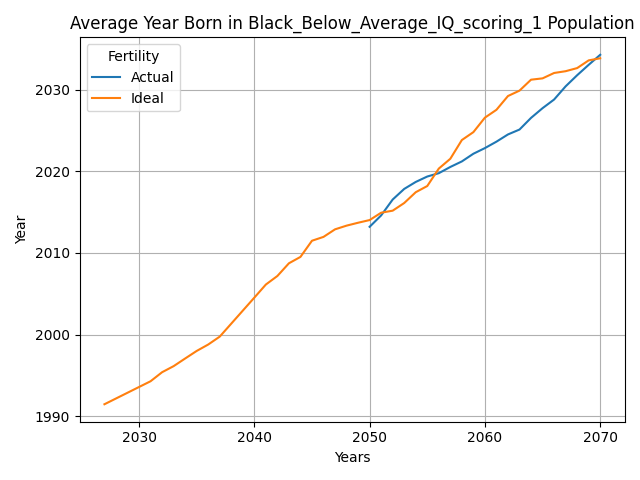 Average Year Born in Black_Below_Average_IQ_scoring_1 Population
Fertility
Actual
Ideal
Year
2030
2020
2010
2000
1990
2030 2040 2050 2060 2070
Years